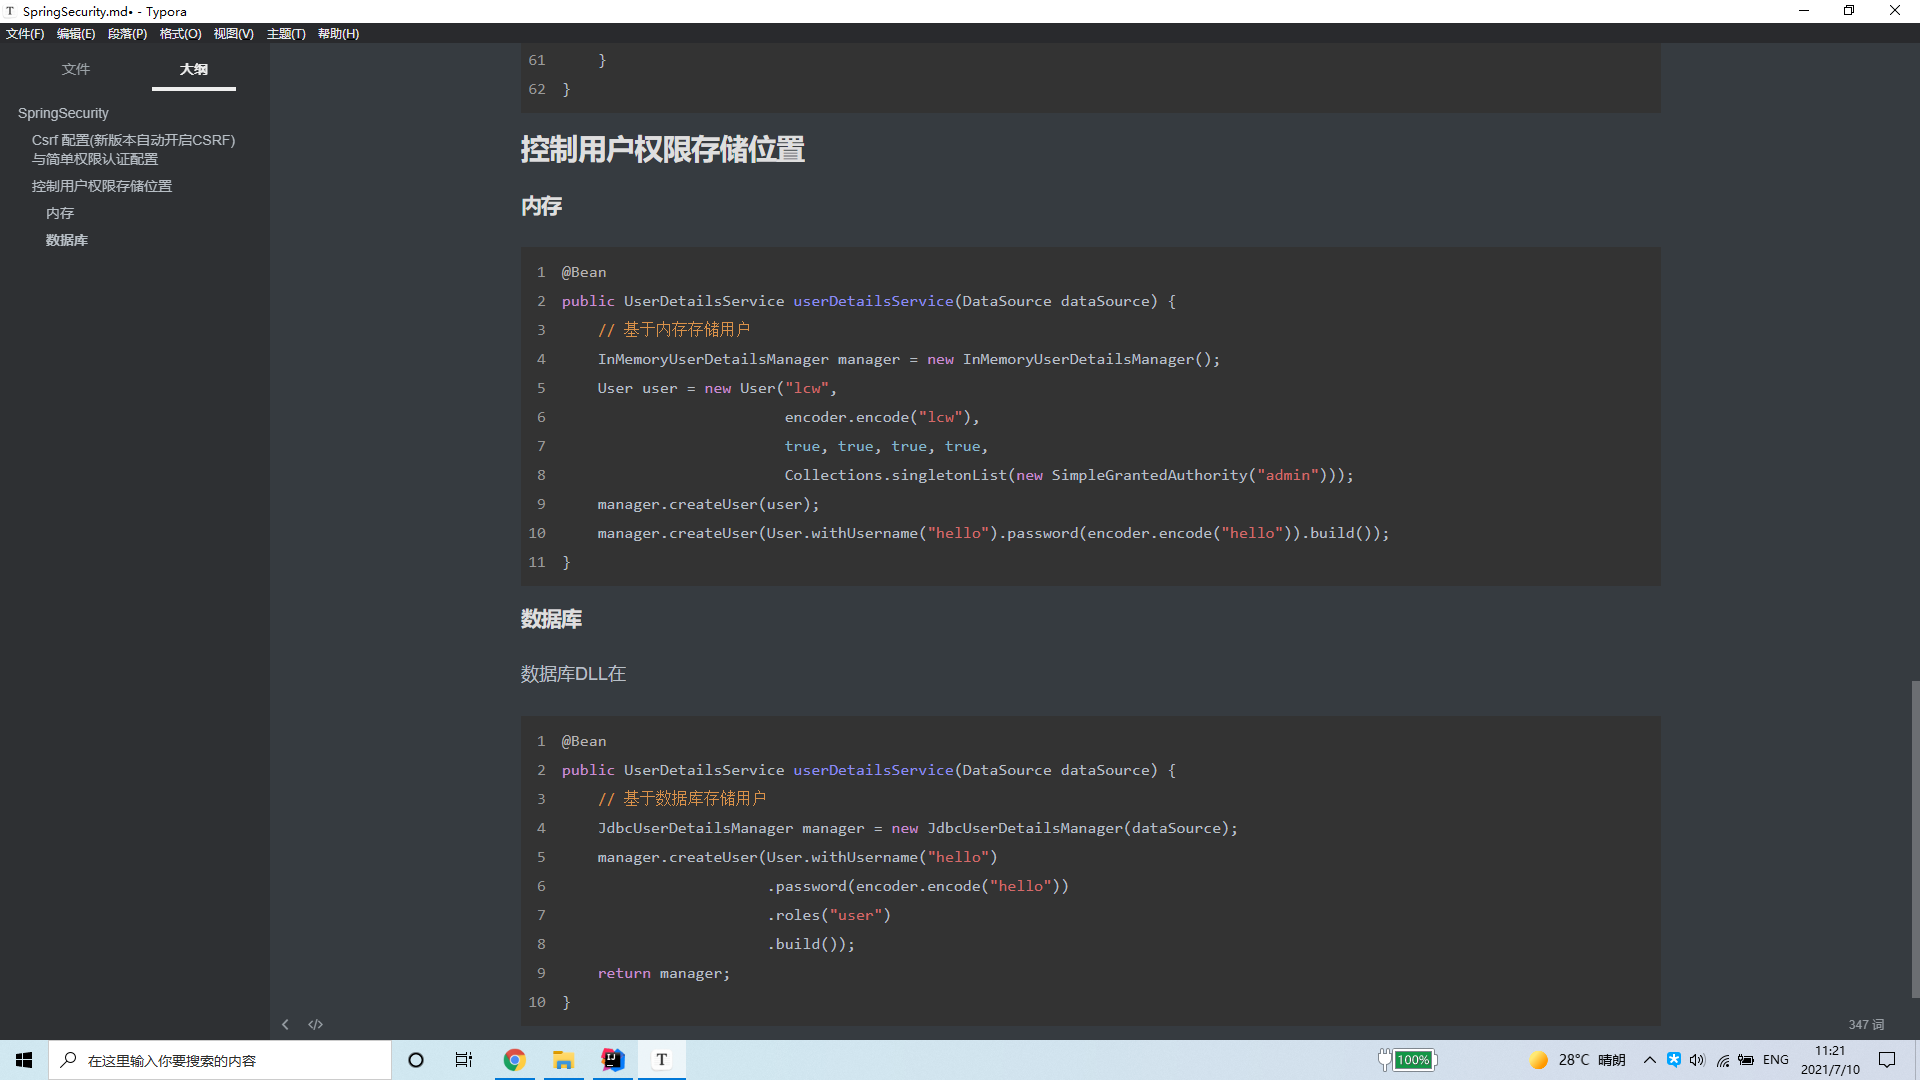 SpringSecurity.md• - Typora
文件(F) 编辑(E) 段落(P) 格式(O) 视图(V) 主题(T) 帮助(H)
文件 大纲
SpringSecurity
Csrf 配置(新版本自动开启CSRF)
与简单权限认证配置
控制用户权限存储位置
内存
数据库
61     }
62 }
控制用户权限存储位置
内存
1 @Bean
2 public UserDetailsService userDetailsService(DataSource dataSource) {
3     // 基于内存存储用户
4     InMemoryUserDetailsManager manager = new InMemoryUserDetailsManager();
5     User user = new User("lcw",
6                          encoder.encode("lcw"),
7                          true, true, true, true,
8                          Collections.singletonList(new SimpleGrantedAuthority("admin")));
9     manager.createUser(user);
10     manager.createUser(User.withUsername("hello").password(encoder.encode("hello")).build());
11 }
数据库
数据库DLL在
1 @Bean
2 public UserDetailsService userDetailsService(DataSource dataSource) {
3     // 基于数据库存储用户
4     JdbcUserDetailsManager manager = new JdbcUserDetailsManager(dataSource);
5     manager.createUser(User.withUsername("hello")
6                        .password(encoder.encode("hello"))
7                        .roles("user")
8                        .build());
9     return manager;
10 }
347 词
在这里输入你要搜索的内容
100%
28°C 晴朗
ENG
11:21
2021/7/10